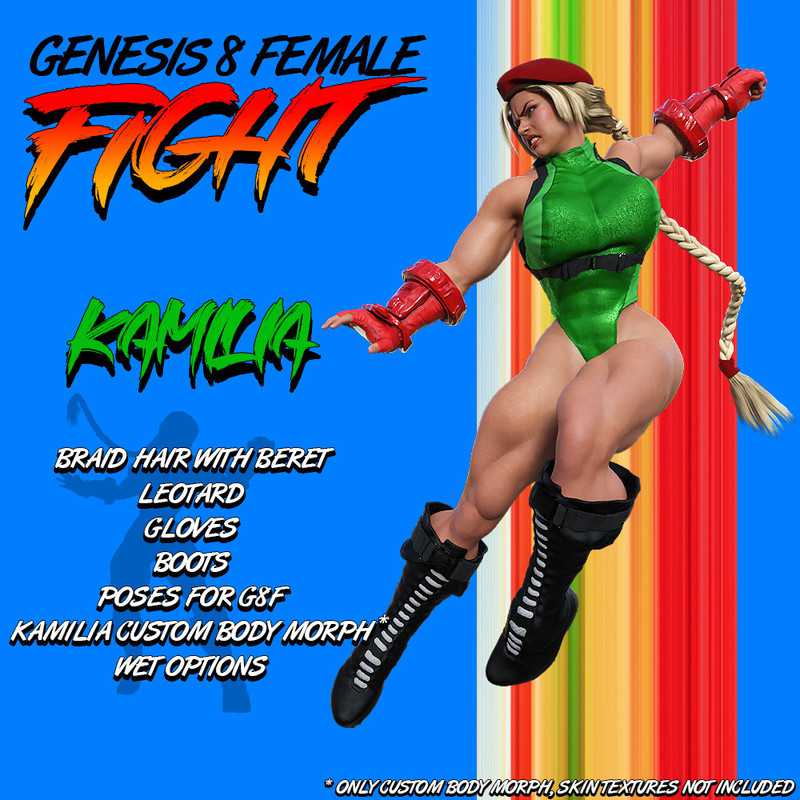 GENESIS 8 FEMALE
FIGHT
KAMILIA
BRAID HAIR WITH BERET
LEOTARD
GLOVES
BOOTS
POSES FOR G8F
KAMILIA CUSTOM BODY MORPH*
WET OPTIONS
* ONLY CUSTOM BODY MORPH, SKIN TEXTURES NOT INCLUDED